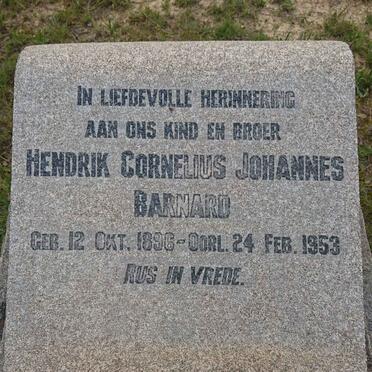 IN LIEFDEVOLLE HERINNERING
AAN ONS KIND EN BROER
HENDRIK CORNELIUS JOHANNES
BARNARD
GEB. 12 OKT. 1896 - OORL. 24 FEB. 1953
RUS IN VREDE.